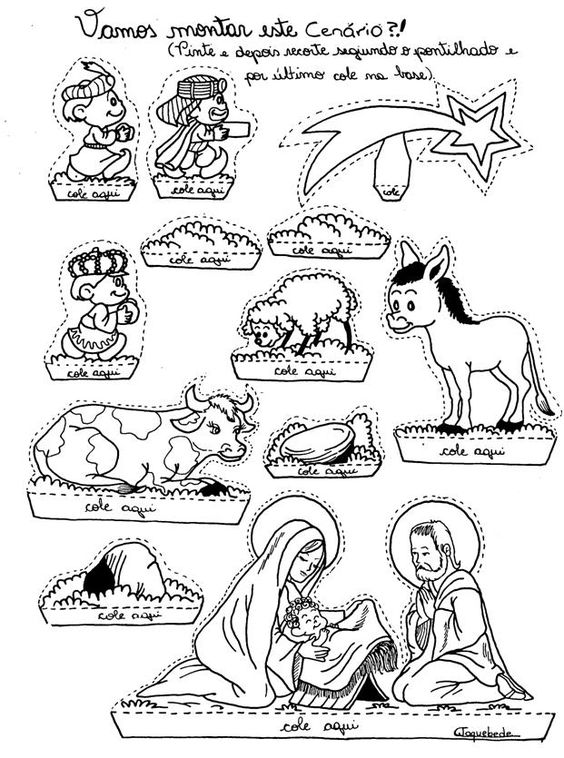 Vamos montar este Cenário?!
(Pinte e depois recorte seguindo o pontilhado e
por último cole na base).
cole aqui
cole aqui
cole
cole aqui
cole aqui
cole aqui
cole aqui
cole aqui
cole aqui
cole aqui
cole aqui
cole aqui